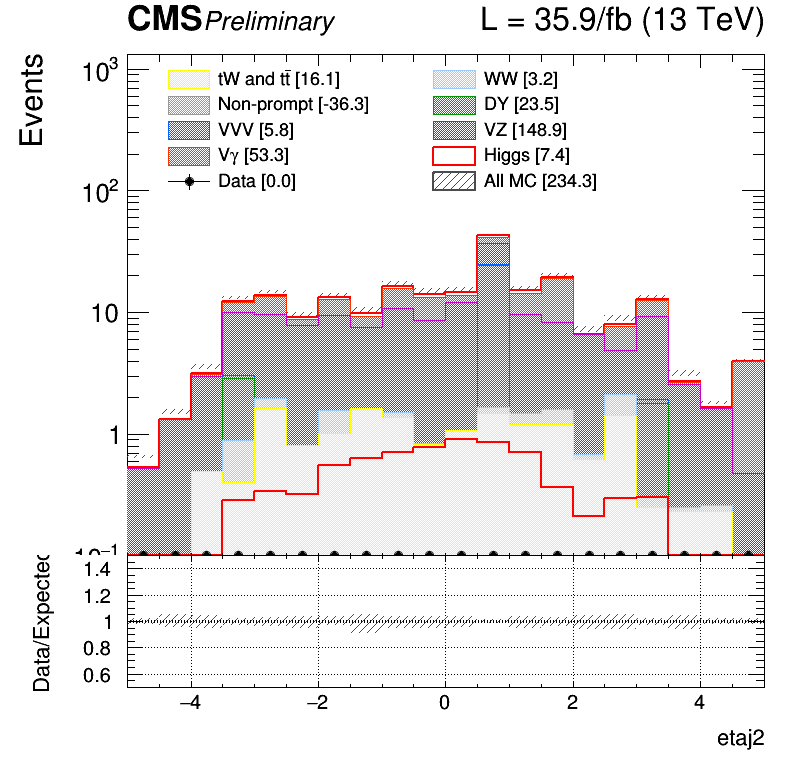 CMS Preliminary L = 35.9/fb (13 TeV)
Events
tW and tt̄ [16.1] WW [3.2]
Non-prompt [-36.3] DY [23.5]
VVV [5.8] VZ [148.9]
Vγ [53.3] Higgs [7.4]
Data [0.0] All MC [234.3]
10³
10²
10
1
10⁻¹
Data/Expected
1.4
1.2
1
0.8
0.6
−4 −2 0 2 4
etaj2